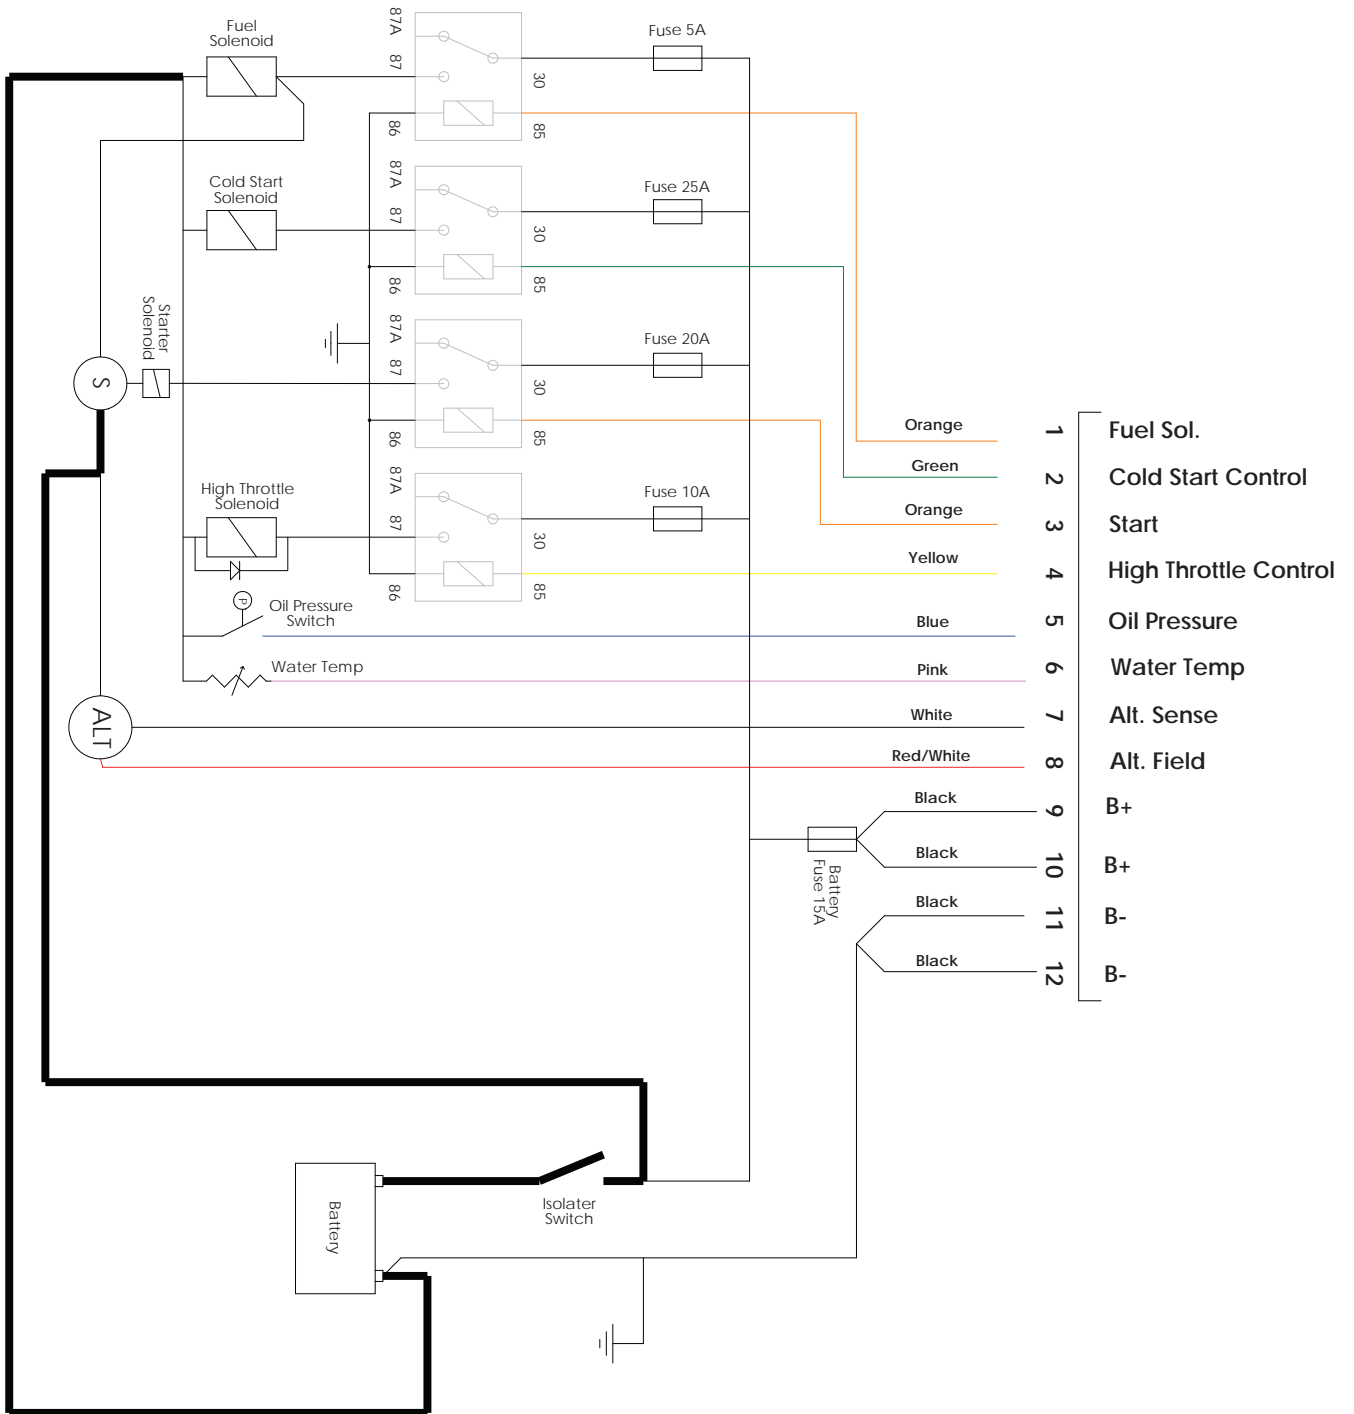 Fuel
Solenoid
87A
87
86
30
85
Fuse 5A
Cold Start
Solenoid
87A
87
86
30
85
Fuse 25A
Starter
Solenoid
S
87A
87
86
30
85
Fuse 20A
High Throttle
Solenoid
87A
87
86
30
85
Fuse 10A
P
Oil Pressure
Switch
Water Temp
ALT
Orange 1 Fuel Sol.
Green 2 Cold Start Control
Orange 3 Start
Yellow 4 High Throttle Control
Blue 5 Oil Pressure
Pink 6 Water Temp
White 7 Alt. Sense
Red/White 8 Alt. Field
Black 9 B+
Black 10 B+
Black 11 B-
Black 12 B-
Battery
Fuse 15A
Battery
Isolater
Switch